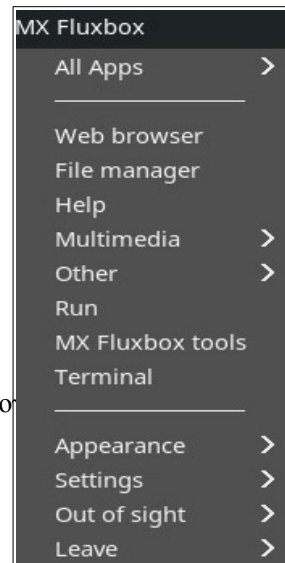 MX Fluxbox
All Apps
Web browser
File manager
Help
Multimedia
Other
Run
MX Fluxbox tools
Terminal
Appearance
Settings
Out of sight
Leave